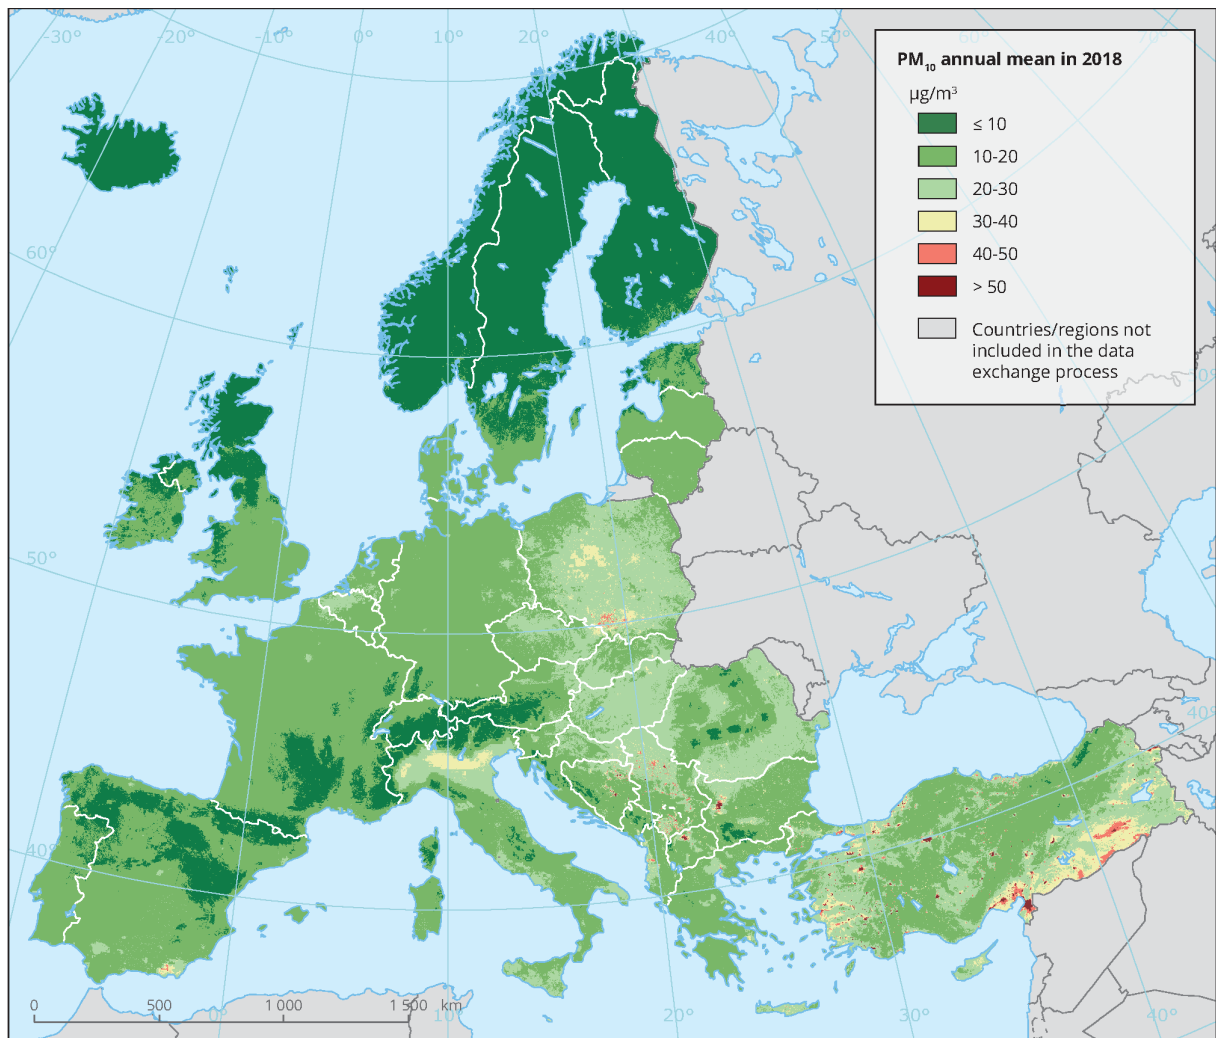 -30° -20° -10° 0° 10° 20° 30° 40° 50° 60° 70°
PM10 annual mean in 2018
µg/m³
≤ 10
10-20
20-30
30-40
40-50
> 50
Countries/regions not
included in the data
exchange process
60°
50°
40°
40°
0 500 1 000 1 500 km
0° 10° 20° 30° 40°